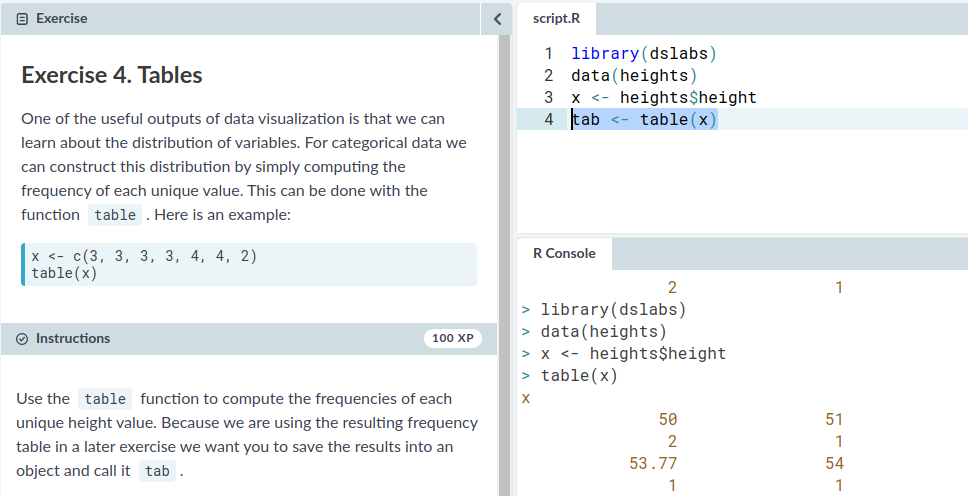 Exercise
Exercise 4. Tables
One of the useful outputs of data visualization is that we can
learn about the distribution of variables. For categorical data we
can construct this distribution by simply computing the
frequency of each unique value. This can be done with the
function table . Here is an example:
x <- c(3, 3, 3, 3, 4, 4, 2)
table(x)
Instructions
100 XP
Use the table function to compute the frequencies of each
unique height value. Because we are using the resulting frequency
table in a later exercise we want you to save the results into an
object and call it tab .
script.R
1 library(dslabs)
2 data(heights)
3 x <- heights$height
4 tab <- table(x)
R Console
2 1
> library(dslabs)
> data(heights)
> x <- heights$height
> table(x)
x
50 51
2 1
53.77 54
1 1